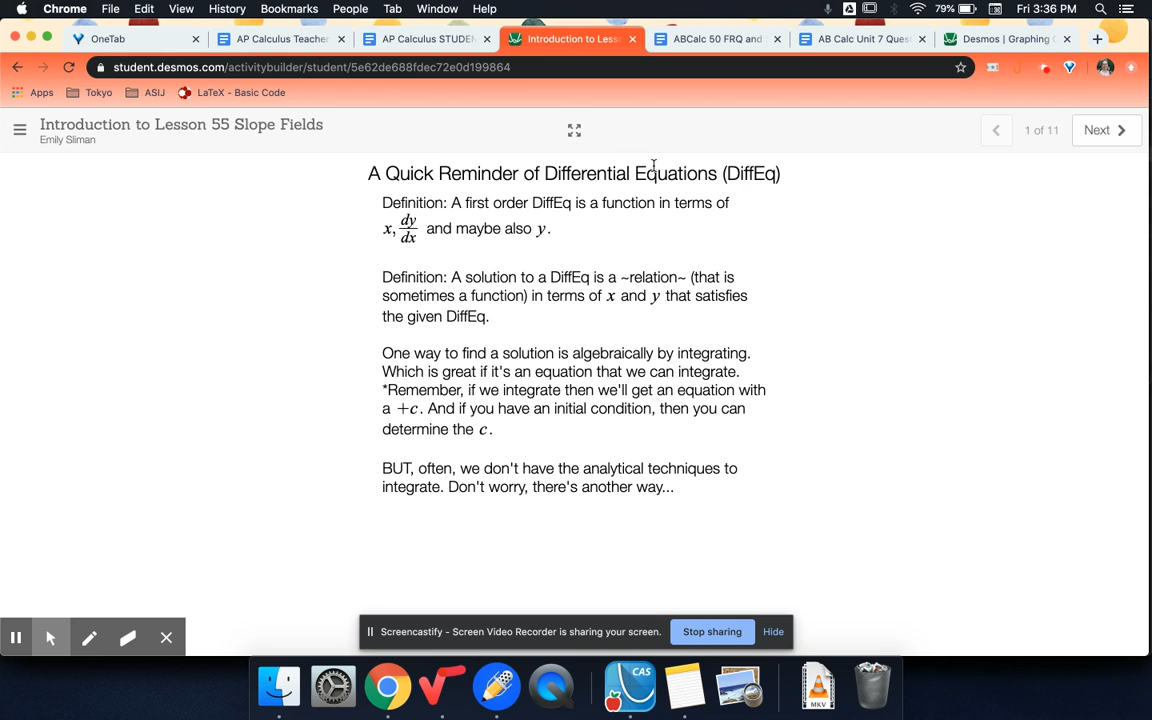 Chrome File Edit View History Bookmarks People Tab Window Help 79% Fri 3:36 PM
OneTab AP Calculus Teacher AP Calculus STUDEN Introduction to Less ABCalc 50 FRQ and AB Calc Unit 7 Quest Desmos | Graphing C
student.desmos.com/activitybuilder/student/5e62de688fdec72e0d199864
Apps Tokyo ASIJ LaTeX - Basic Code
Introduction to Lesson 55 Slope Fields
Emily Sliman
1 of 11 Next
A Quick Reminder of Differential Equations (DiffEq)
Definition: A first order DiffEq is a function in terms of
x, dy/dx and maybe also y.
Definition: A solution to a DiffEq is a ~relation~ (that is
sometimes a function) in terms of x and y that satisfies
the given DiffEq.
One way to find a solution is algebraically by integrating.
Which is great if it's an equation that we can integrate.
*Remember, if we integrate then we'll get an equation with
a +c. And if you have an initial condition, then you can
determine the c.
BUT, often, we don't have the analytical techniques to
integrate. Don't worry, there's another way...
Screencastify - Screen Video Recorder is sharing your screen. Stop sharing Hide
CAS
MKV